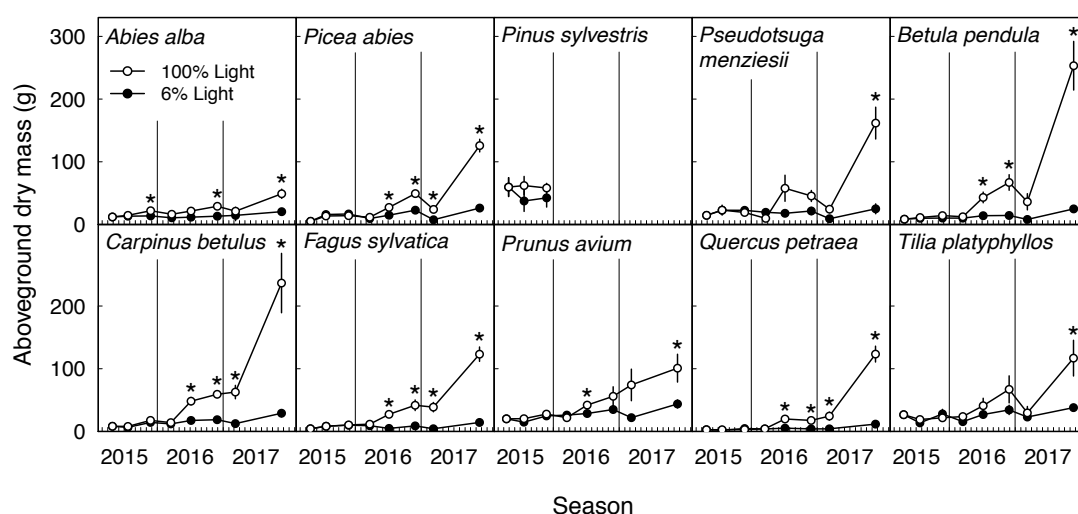 Aboveground dry mass (g)
300
200
100
0
Abies alba
100% Light
6% Light
*
*
*
Picea abies
*
*
*
*
Pinus sylvestris
Pseudotsuga
menziesii
*
Betula pendula
*
*
*
200
100
0
Carpinus betulus
*
*
*
*
Fagus sylvatica
*
*
*
*
Prunus avium
*
*
Quercus petraea
*
*
*
*
Tilia platyphyllos
*
2015 2016 2017
2015 2016 2017
2015 2016 2017
2015 2016 2017
2015 2016 2017
Season